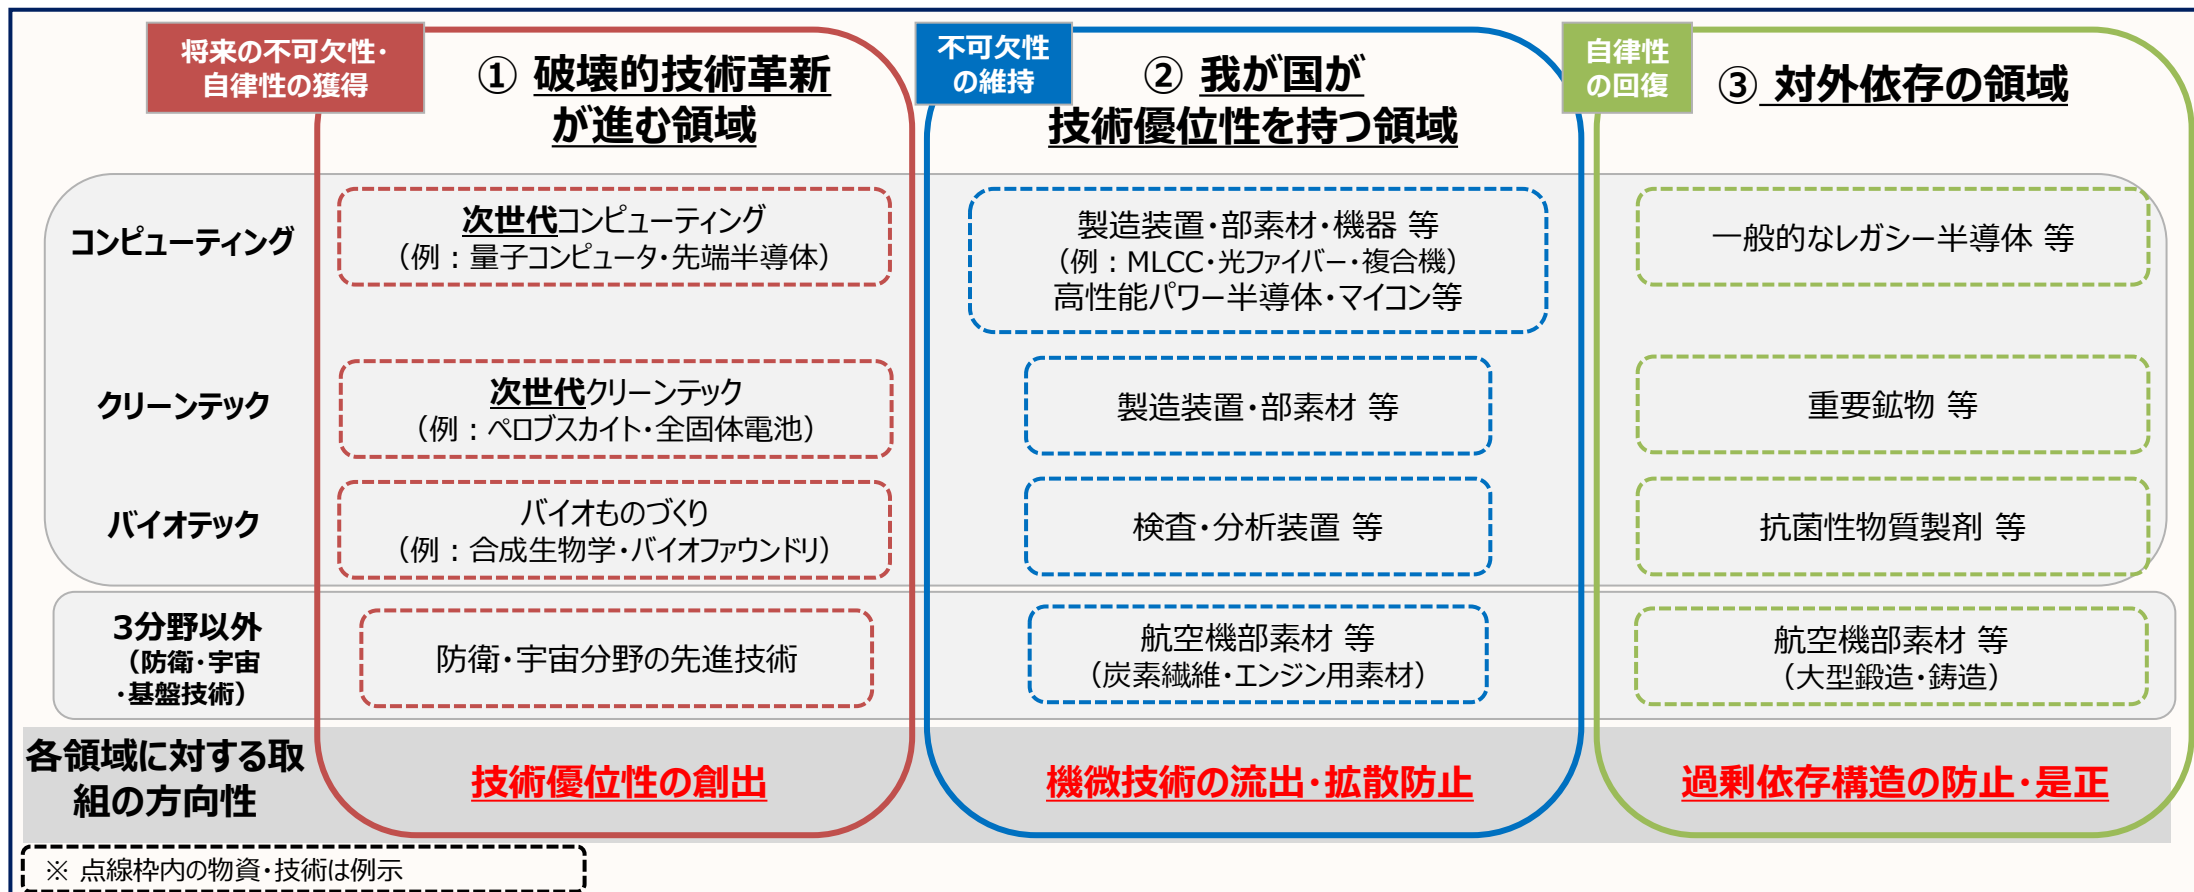 将来の不可欠性・
自律性の獲得
① 破壊的技術革新
が進む領域
不可欠性
の維持
② 我が国が
技術優位性を持つ領域
自律性
の回復
③ 対外依存の領域
コンピューティング
次世代コンピューティング
（例：量子コンピュータ・先端半導体）
製造装置・部素材・機器 等
（例：MLCC・光ファイバー・複合機）
高性能パワー半導体・マイコン等
一般的なレガシー半導体 等
クリーンテック
次世代クリーンテック
（例：ペロブスカイト・全固体電池）
製造装置・部素材 等
重要鉱物 等
バイオテック
バイオものづくり
（例：合成生物学・バイオファウンドリ）
検査・分析装置 等
抗菌性物質製剤 等
3分野以外
（防衛・宇宙
・基盤技術）
防衛・宇宙分野の先進技術
航空機部素材 等
（炭素繊維・エンジン用素材）
航空機部素材 等
（大型鍛造・鋳造）
各領域に対する取
組の方向性
技術優位性の創出
機微技術の流出・拡散防止
過剰依存構造の防止・是正
※ 点線枠内の物資・技術は例示